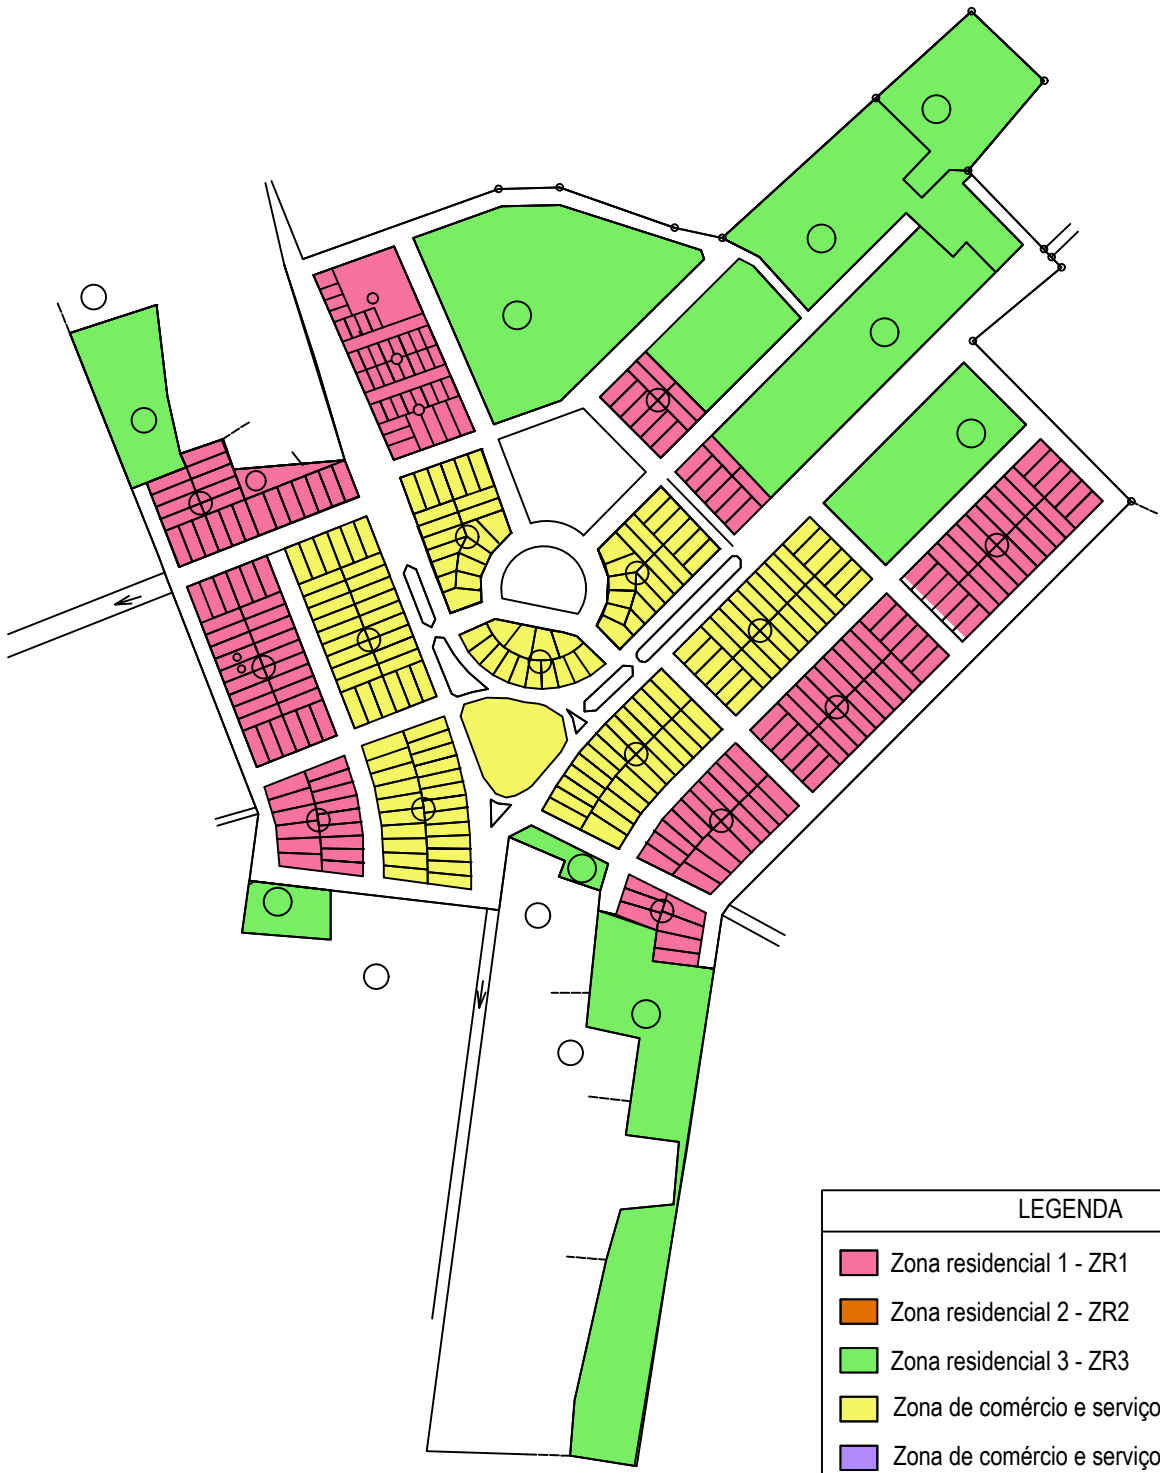 LEGENDA
Zona residencial 1 - ZR1
Zona residencial 2 - ZR2
Zona residencial 3 - ZR3
Zona de comércio e serviço
Zona de comércio e serviço